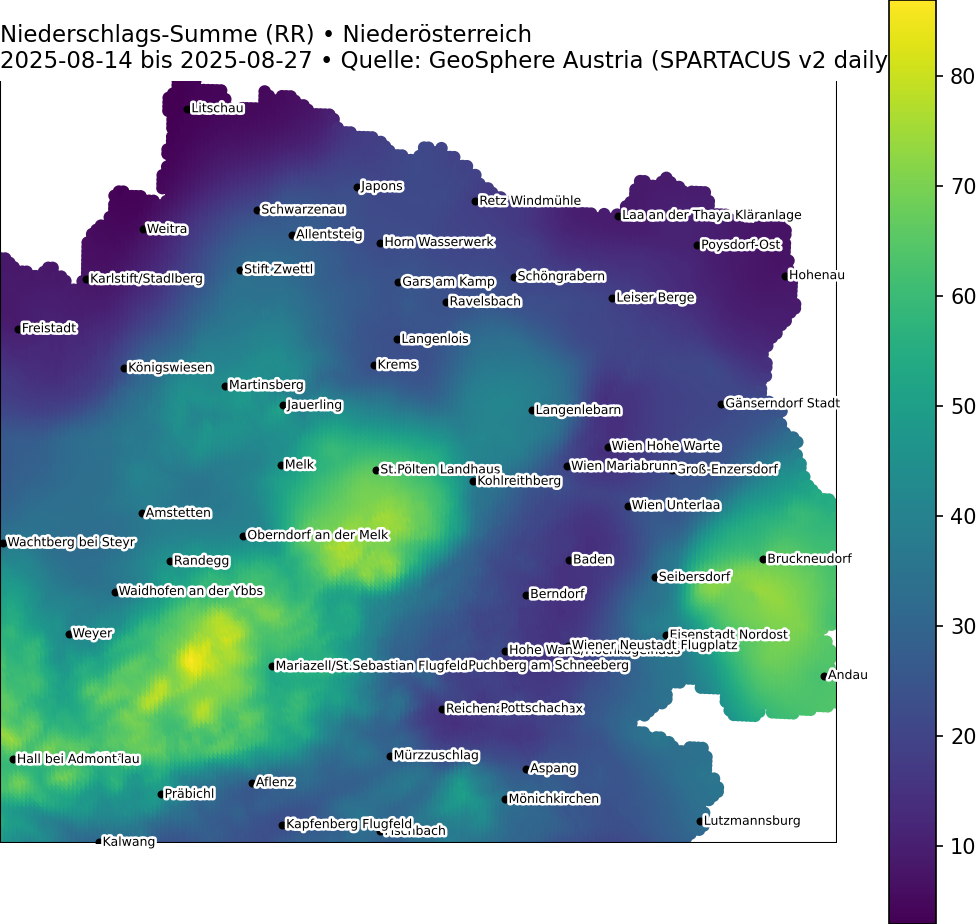 Niederschlags-Summe (RR) • Niederösterreich
2025-08-14 bis 2025-08-27 • Quelle: GeoSphere Austria (SPARTACUS v2 daily
80
70
60
50
40
30
20
10
Litschau
Japons
Retz Windmühle
Schwarzenau
Laa an der Thaya Kläranlage
Weitra
Allentsteig
Horn Wasserwerk
Poysdorf-Ost
Stift Zwettl
Karlstift/Stadlberg
Gars am Kamp
Schöngrabern
Hohenau
Ravelsbach
Leiser Berge
Freistadt
Langenlois
Königswiesen
Krems
Martinsberg
Jauerling
Langenlebarn
Gänserndorf Stadt
Wien Hohe Warte
Melk
St.Pölten Landhaus
Wien Mariabrunn
Groß-Enzersdorf
Kohlreithberg
Amstetten
Wien Unterlaa
Oberndorf an der Melk
Wachtberg bei Steyr
Randegg
Baden
Bruckneudorf
Seibersdorf
Waidhofen an der Ybbs
Berndorf
Weyer
Eisenstadt Nordost
Wiener Neustadt Flugplatz
Hohe Wand/
Mariazell/St.Sebastian Flugfeld
Puchberg am Schneeberg
Andau
Pottschach
Mürzzuschlag
Hall bei Admont
Aspang
Aflenz
Präbichl
Mönichkirchen
Kapfenberg Flugfeld
Lutzmannsburg
Kalwang